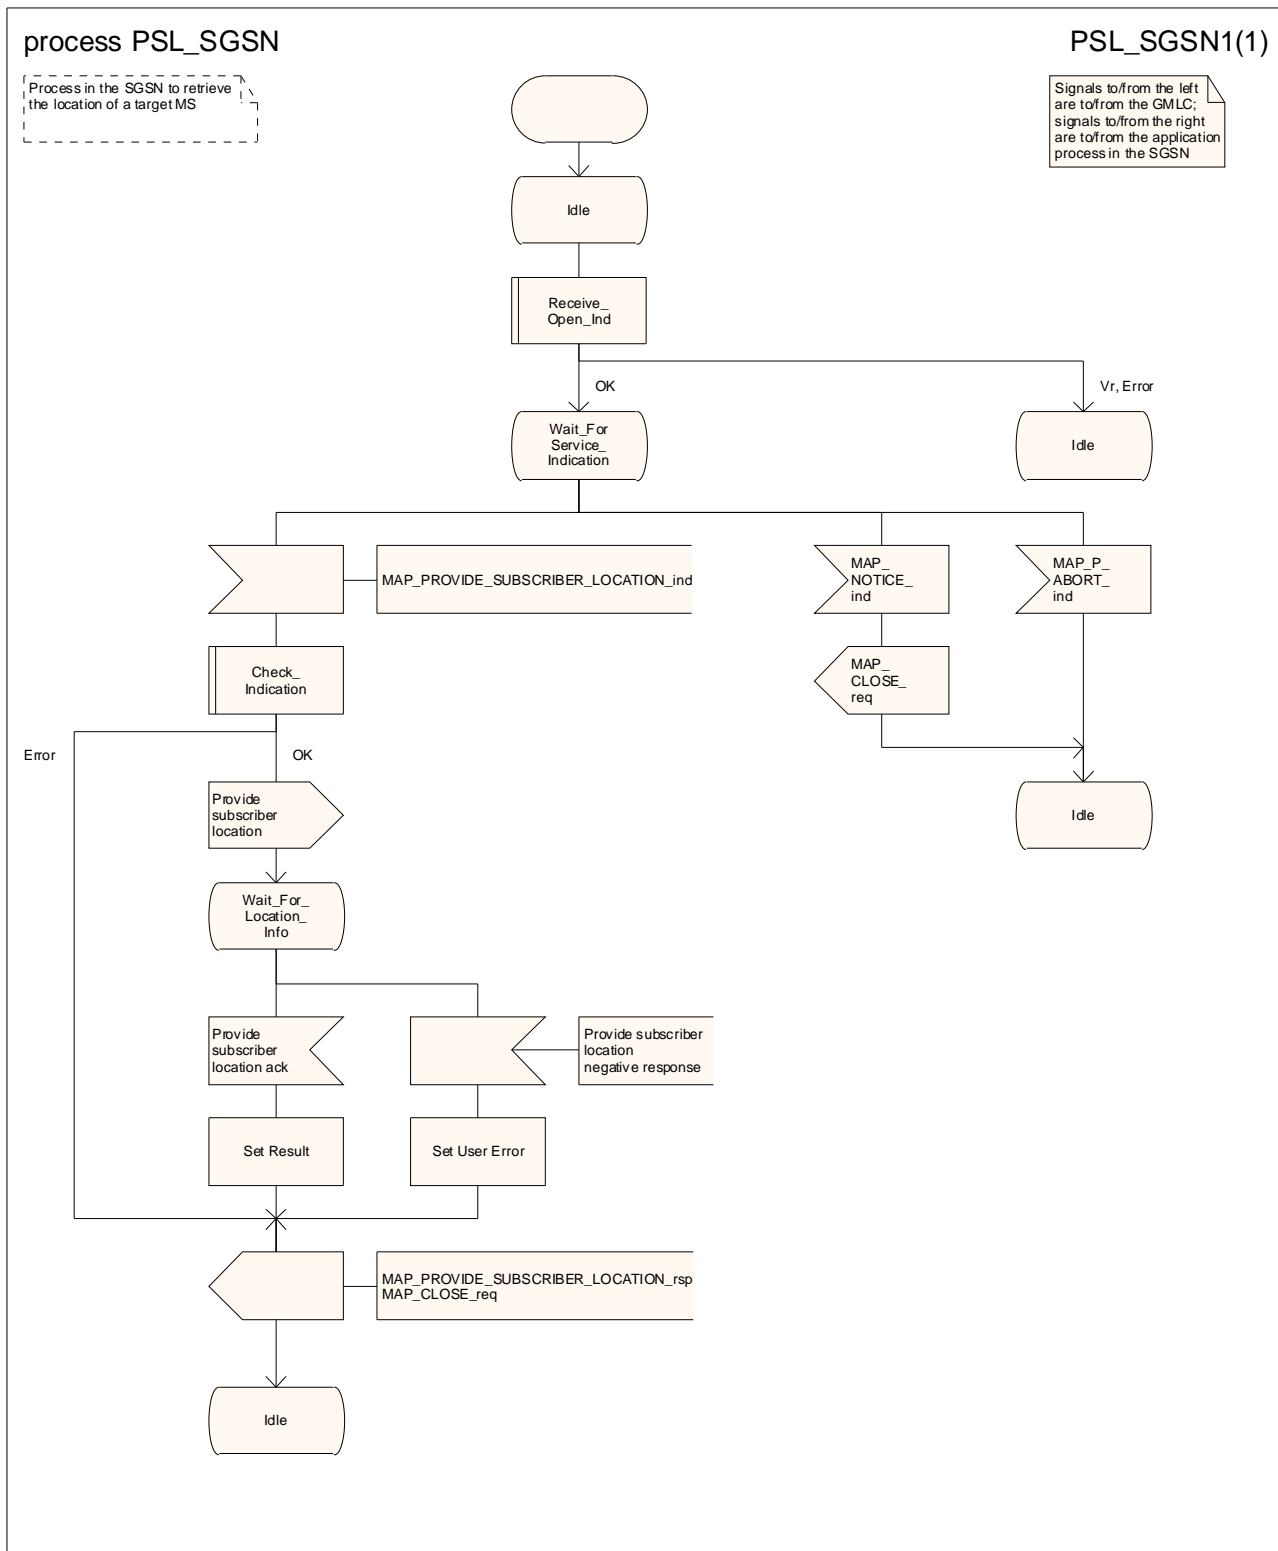 process PSL_SGSN
PSL_SGSN1(1)
Process in the SGSN to retrieve
the location of a target MS
Signals to/from the left
are to/from the GMLC;
signals to/from the right
are to/from the application
process in the SGSN
Idle
Receive_
Open_Ind
OK
Vr, Error
Wait_For
Service_
Indication
Idle
MAP_PROVIDE_SUBSCRIBER_LOCATION_ind
MAP_
NOTICE_
ind
MAP_P_
ABORT_
ind
Check_
Indication
MAP_
CLOSE_
req
Error
OK
Provide
subscriber
location
Idle
Wait_For_
Location_
Info
Provide
subscriber
location ack
Provide subscriber
location
negative response
Set Result
Set User Error
MAP_PROVIDE_SUBSCRIBER_LOCATION_rsp
MAP_CLOSE_req
Idle